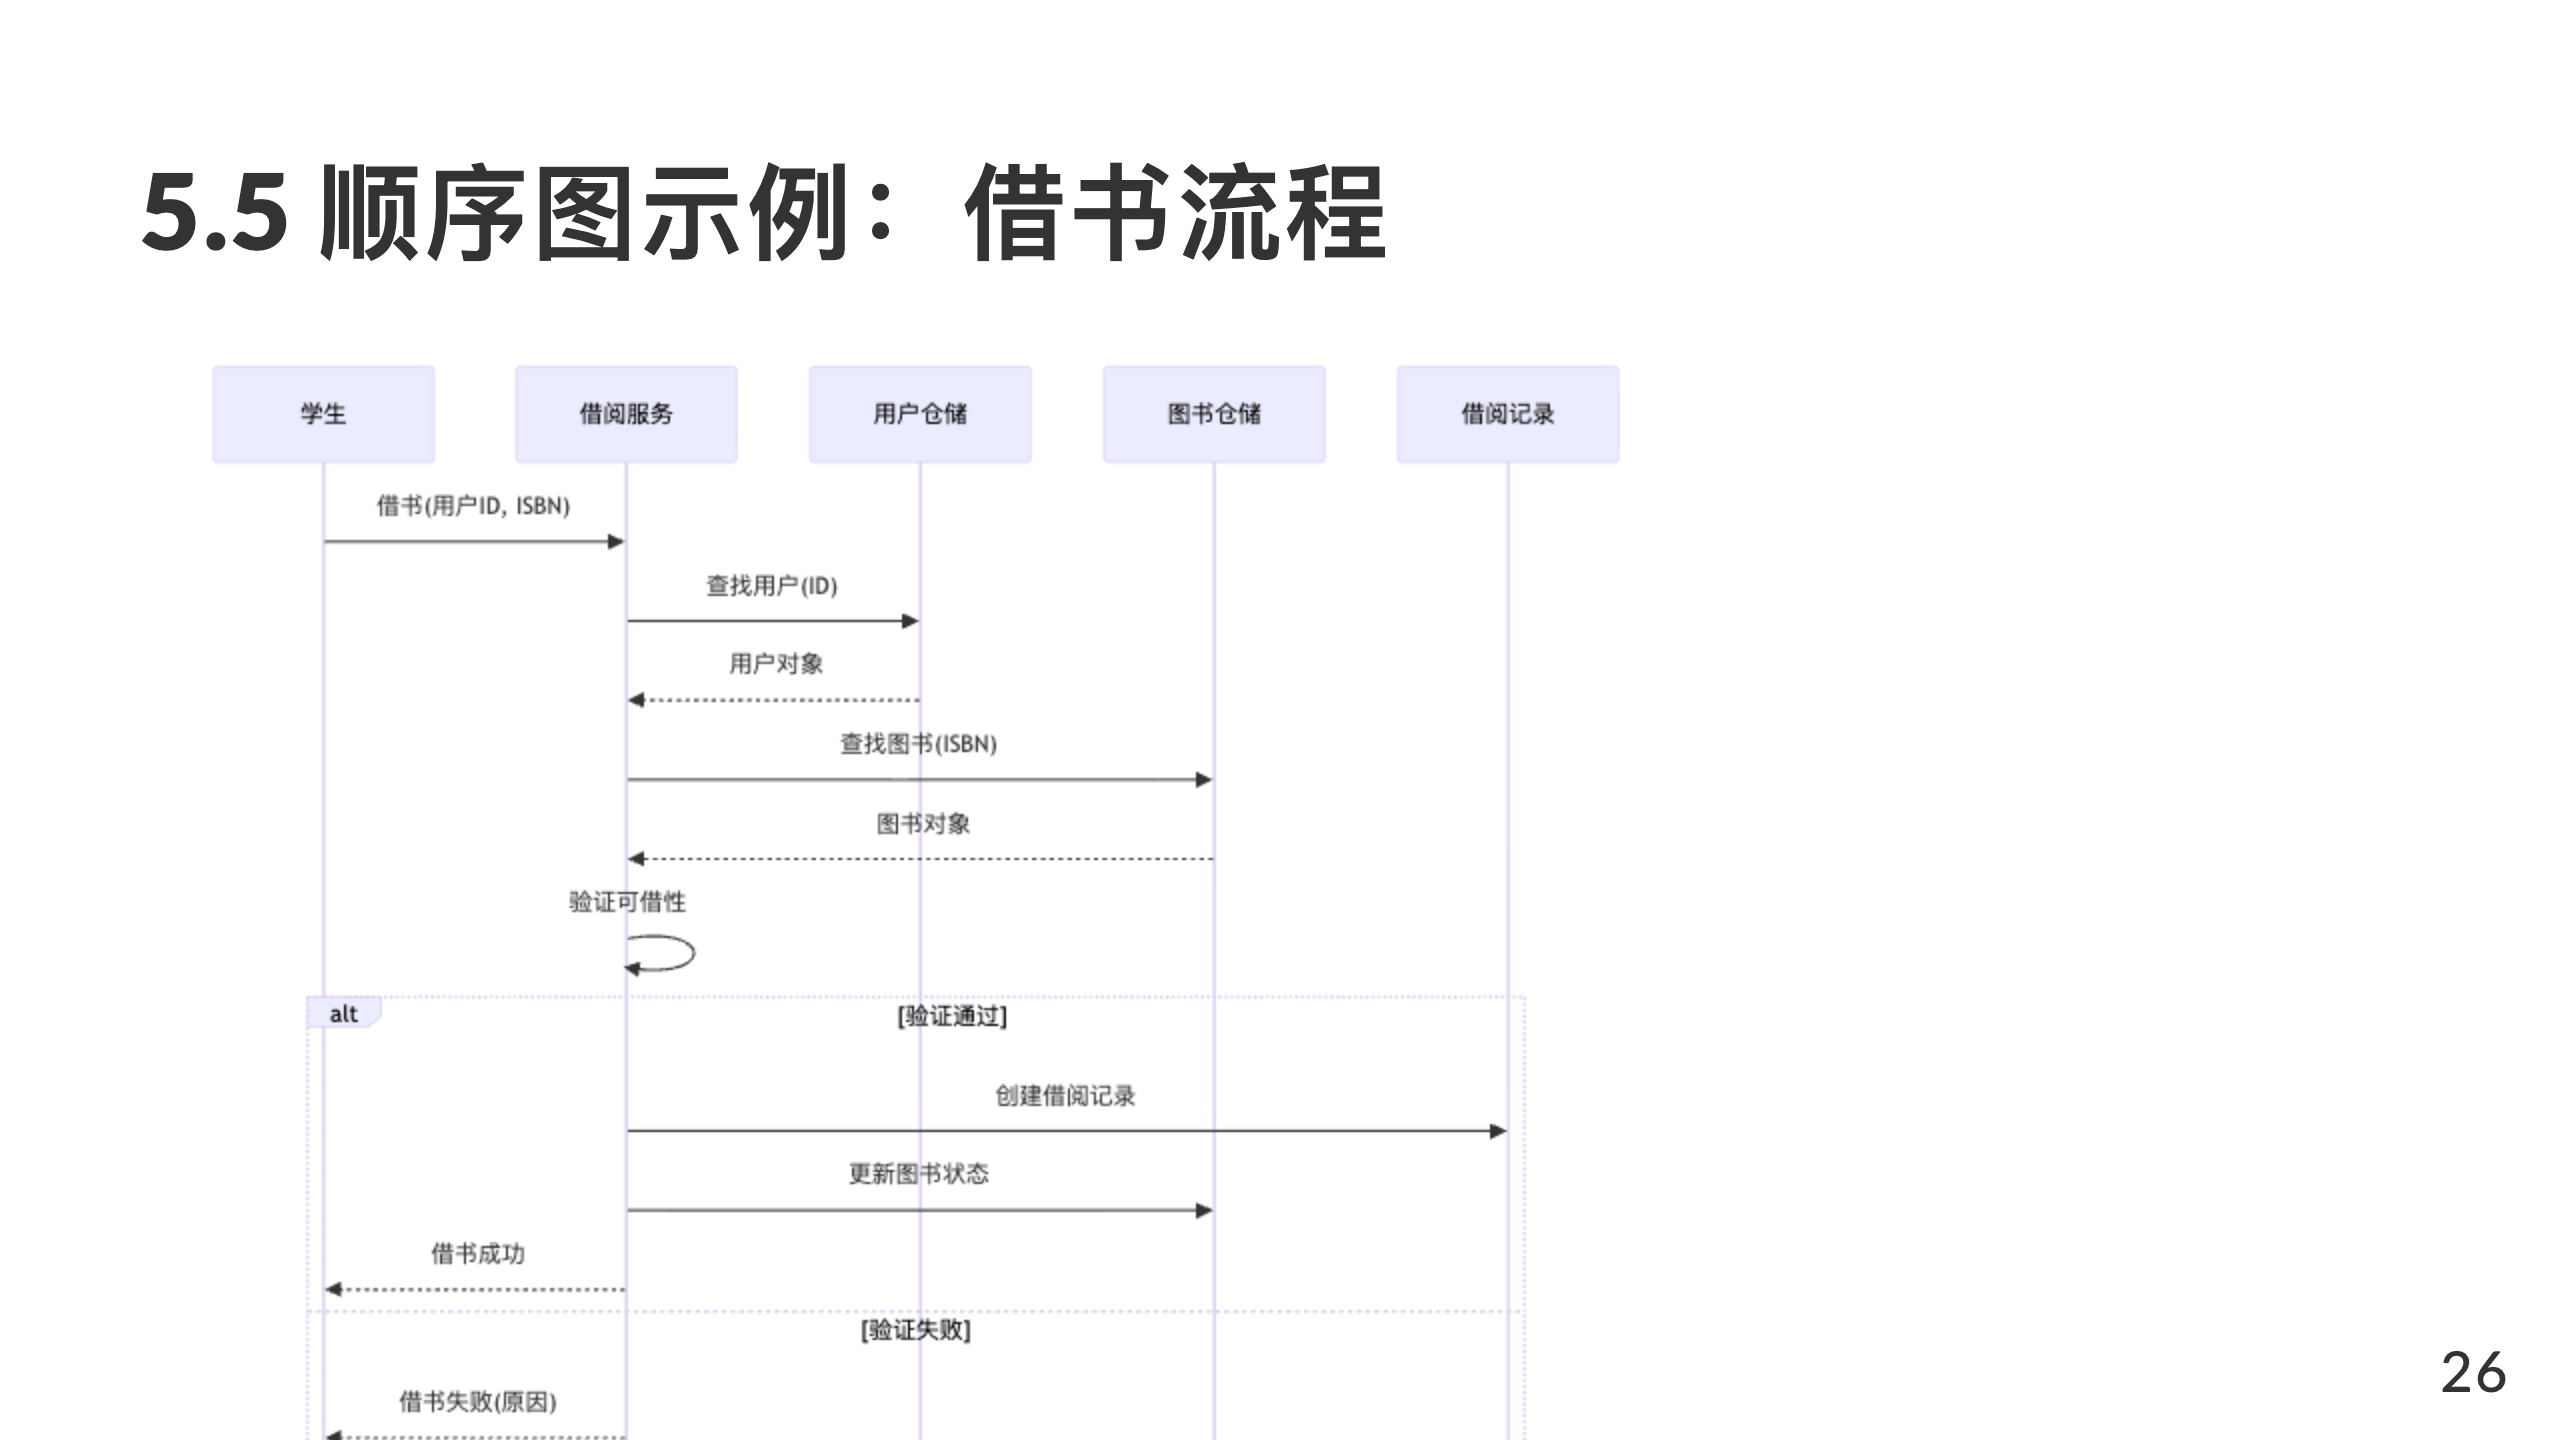 5.5 顺序图示例：借书流程
学生
借阅服务
用户仓储
图书仓储
借阅记录
借书(用户ID, ISBN)
查找用户(ID)
用户对象
查找图书(ISBN)
图书对象
验证可借性
alt
[验证通过]
创建借阅记录
更新图书状态
借书成功
[验证失败]
借书失败(原因)
26